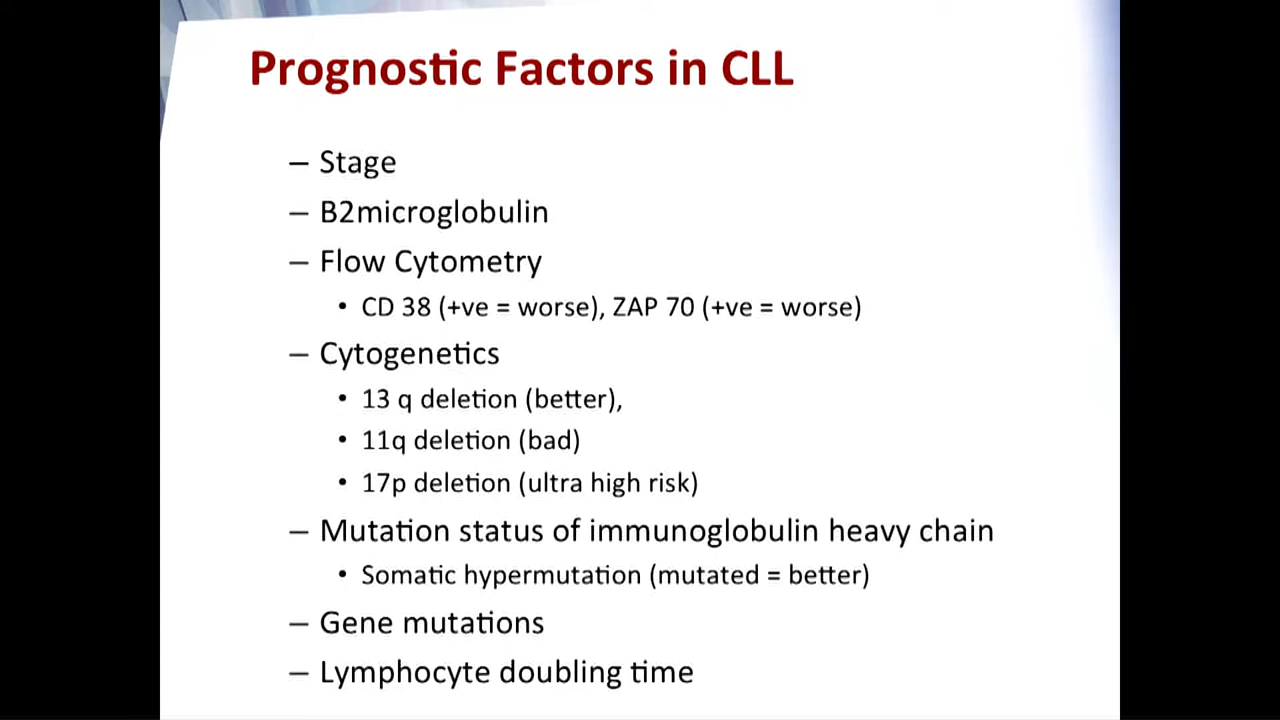 Prognostic Factors in CLL
– Stage
– B2microglobulin
– Flow Cytometry
• CD 38 (+ve = worse), ZAP 70 (+ve = worse)
– Cytogenetics
• 13 q deletion (better),
• 11q deletion (bad)
• 17p deletion (ultra high risk)
– Mutation status of immunoglobulin heavy chain
• Somatic hypermutation (mutated = better)
– Gene mutations
– Lymphocyte doubling time